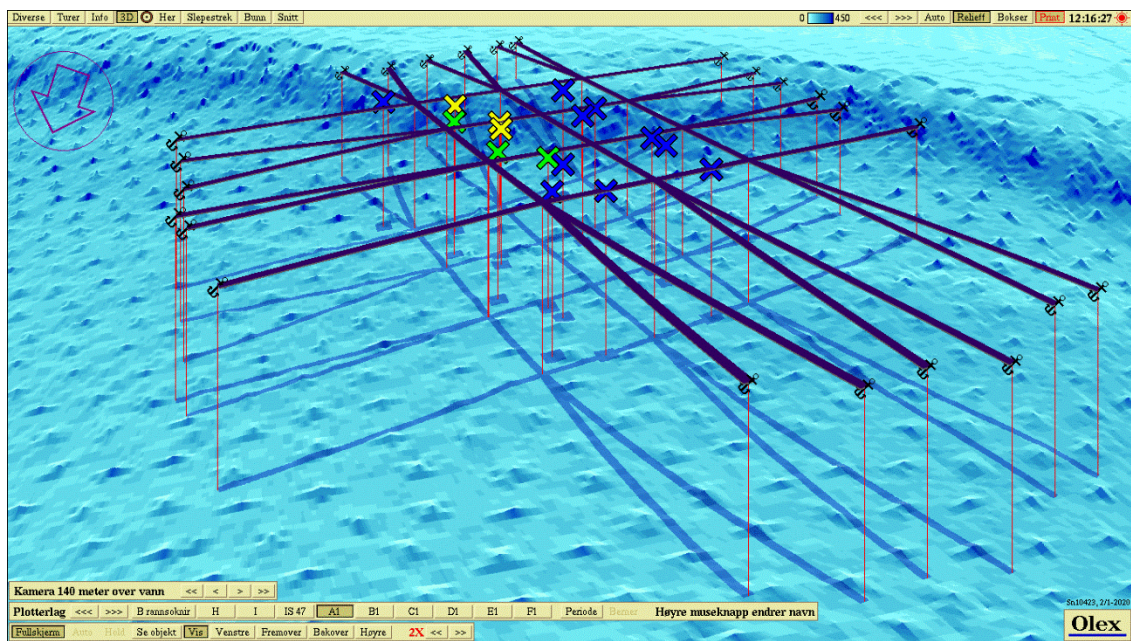 Diverse Turer Info 3D Her Slepestrek Bunn Snitt 0 450 <<< >>> Auto Relieff Bokser Print 12:16:27
Kamera 140 meter over vann << < > >>
Plotterlag <<< >>> B rannsoknir H I IS 47 A1 B1 C1 D1 E1 F1 Periode Berner Høyre museknapp endrer navn
Sn10423, 2/1-2020
Fullskjerm Auto Hold Se objekt Vis Venstre Fremover Bakover Høyre 2X << >>
Olex